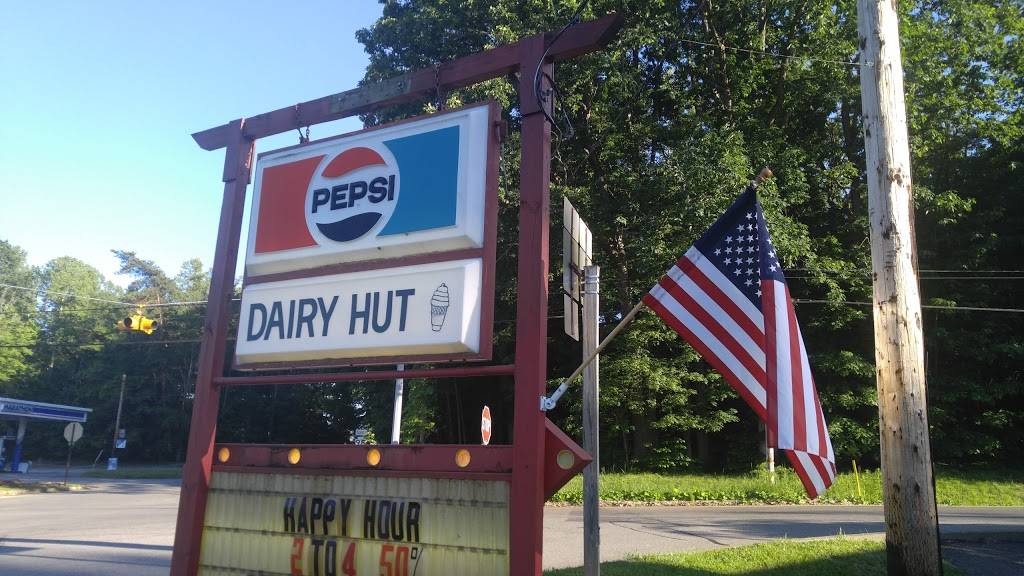 PEPSI
DAIRY HUT
HAPPY HOUR
2 TO 4 50%